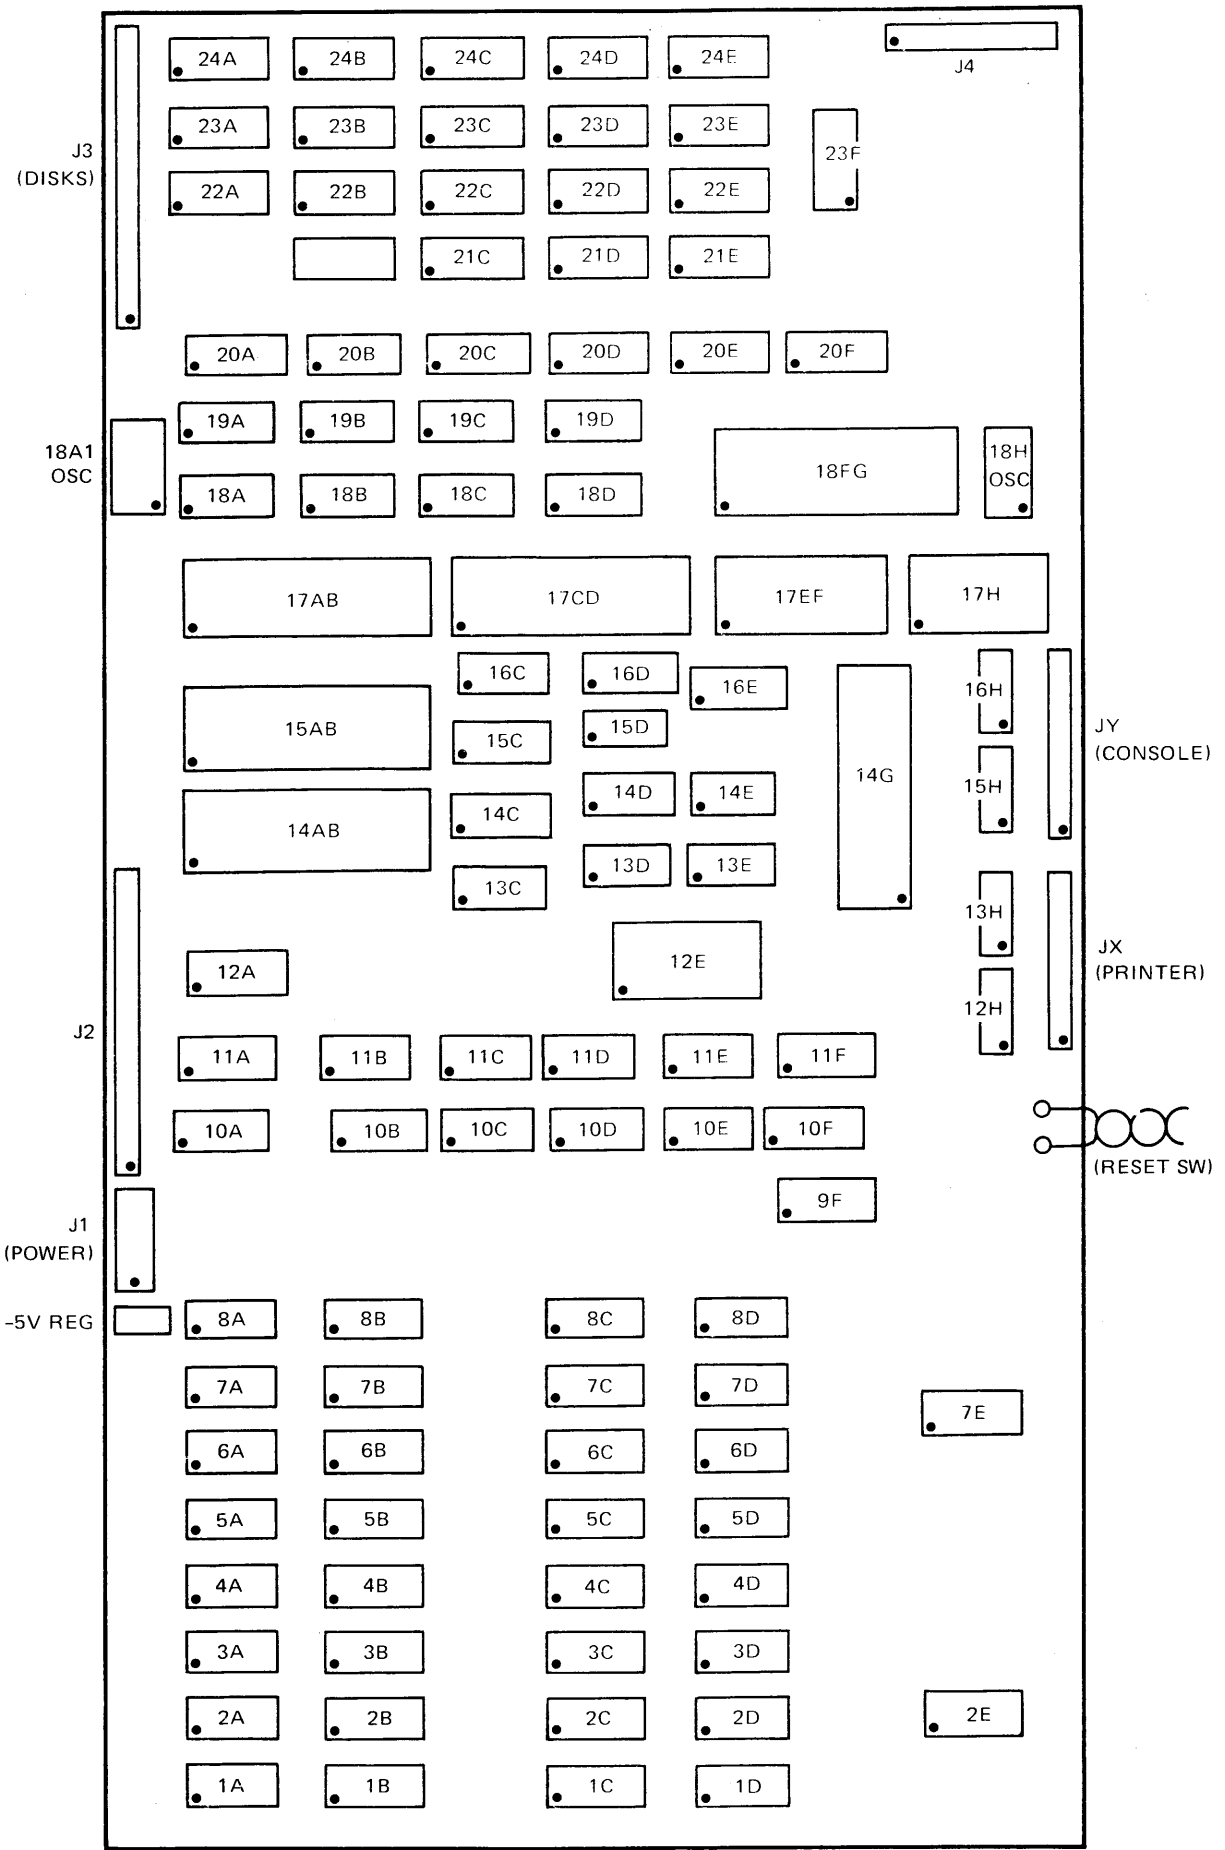 24A 24B 24C 24D 24E
J4
23A 23B 23C 23D 23E
23F
J3
(DISKS)
22A 22B 22C 22D 22E
21C 21D 21E
20A 20B 20C 20D 20E 20F
19A 19B 19C 19D
18A1
OSC
18A 18B 18C 18D
18FG
18H
OSC
17AB 17CD 17EF 17H
16C 16D 16E
16H
15AB 15C 15D
15H
JY
(CONSOLE)
14AB 14C 14D 14E
14G
13C 13D 13E
13H
12A 12E
12H
JX
(PRINTER)
J2
11A 11B 11C 11D 11E 11F
10A 10B 10C 10D 10E 10F
(RESET SW)
9F
J1
(POWER)
-5V REG
8A 8B 8C 8D
7A 7B 7C 7D
7E
6A 6B 6C 6D
5A 5B 5C 5D
4A 4B 4C 4D
3A 3B 3C 3D
2A 2B 2C 2D 2E
1A 1B 1C 1D